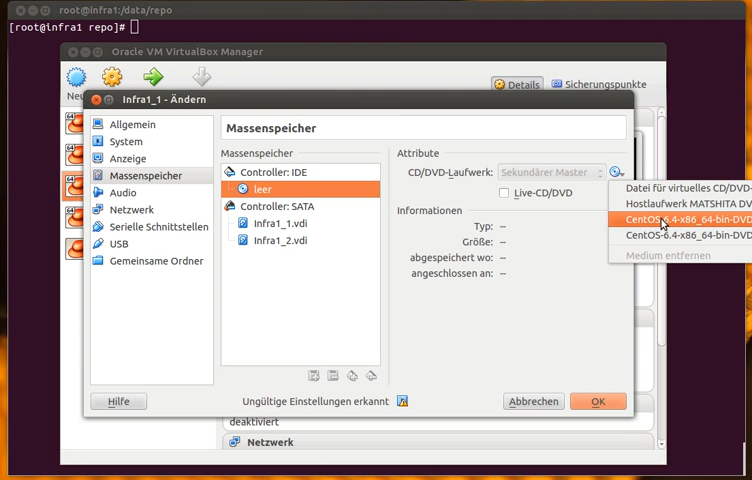 root@infra1:/data/repo
[root@infra1 repo]#
Oracle VM VirtualBox Manager
Neu
Details
Sicherungspunkte
Infra1_1 - Ändern
Allgemein
System
Anzeige
Massenspeicher
Audio
Netzwerk
Serielle Schnittstellen
USB
Gemeinsame Ordner
Massenspeicher
Massenspeicher
Controller: IDE
leer
Controller: SATA
Infra1_1.vdi
Infra1_2.vdi
Attribute
CD/DVD-Laufwerk: Sekundärer Master
Live-CD/DVD
Informationen
Typ: --
Größe: --
abgespeichert wo: --
angeschlossen an: --
Datei für virtuelles CD/DVD-
Hostlaufwerk MATSHITA DV
CentOS-6.4-x86_64-bin-DVD
CentOS-6.4-x86_64-bin-DVD
Medium entfernen
Hilfe
Ungültige Einstellungen erkannt
Abbrechen
OK
deaktiviert
Netzwerk